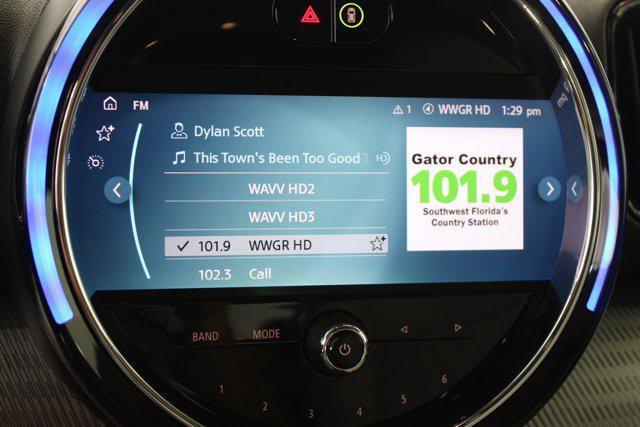 FM
1 WWGR HD 1:29 pm
Dylan Scott
This Town's Been Too Good
HD
WAVV HD2
WAVV HD3
101.9 WWGR HD
102.3 Call
Gator Country
101.9
Southwest Florida's
Country Station
BAND MODE
1 2 3 4 5 6